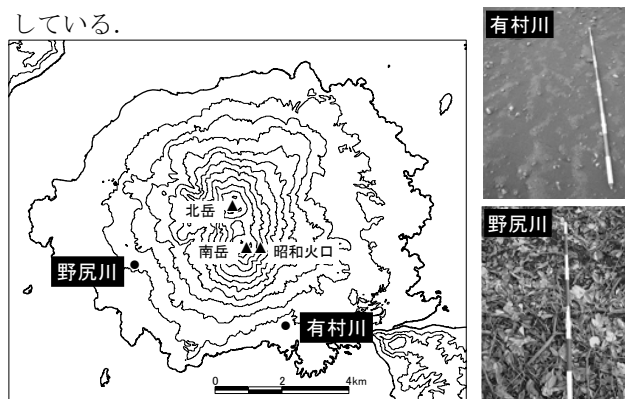 している.
有村川
北岳
南岳
昭和火口
野尻川
有村川
0 2 4km
野尻川